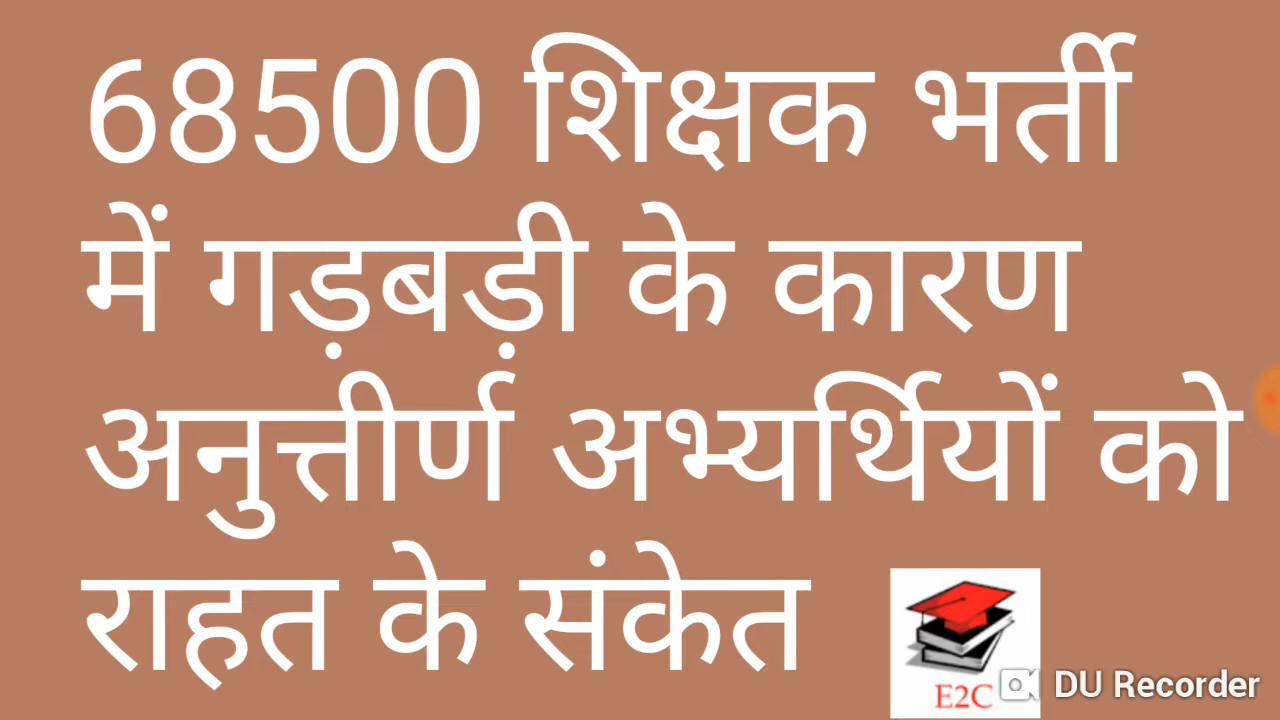 68500 शिक्षक भर्ती
में गड़बड़ी के कारण
अनुत्तीर्ण अभ्यर्थियों को
राहत के संकेत
E2C
DU Recorder